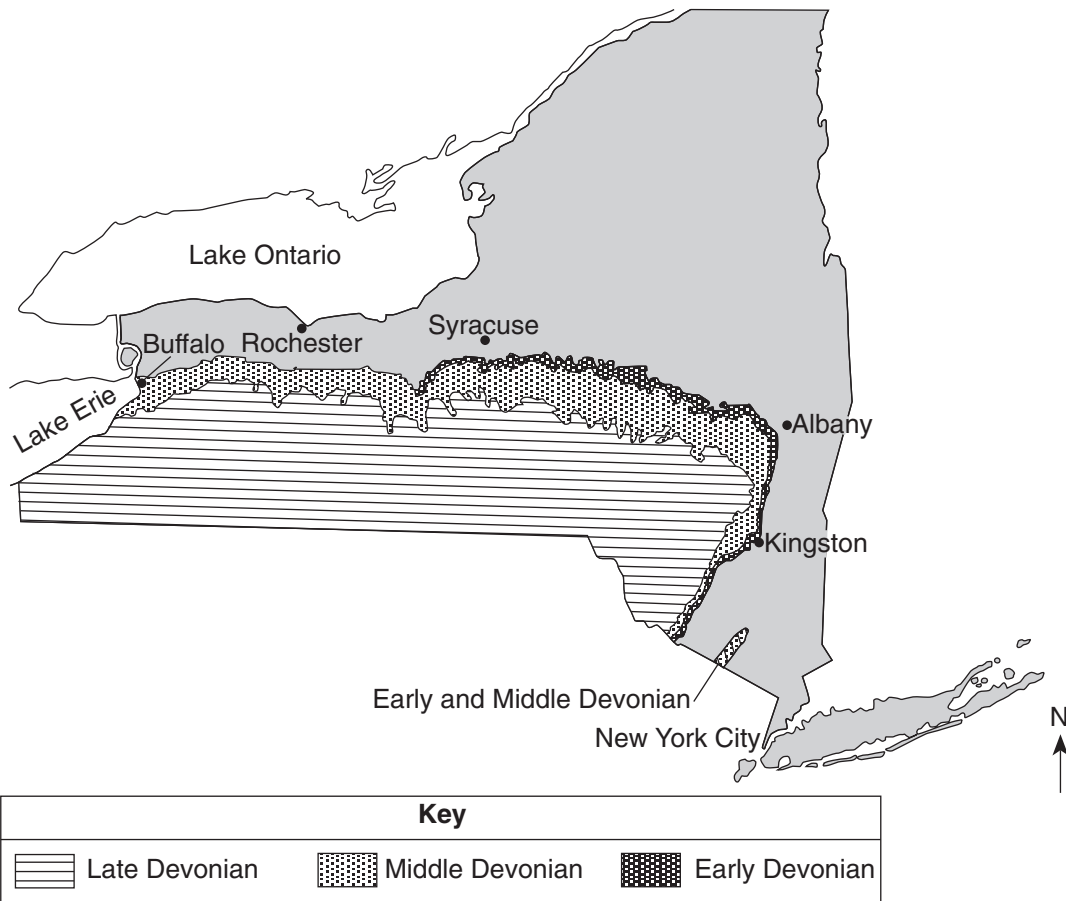 Lake Ontario
Syracuse
Buffalo
Rochester
Lake Erie
Albany
Kingston
Early and Middle Devonian
New York City
N
Key
Late Devonian
Middle Devonian
Early Devonian